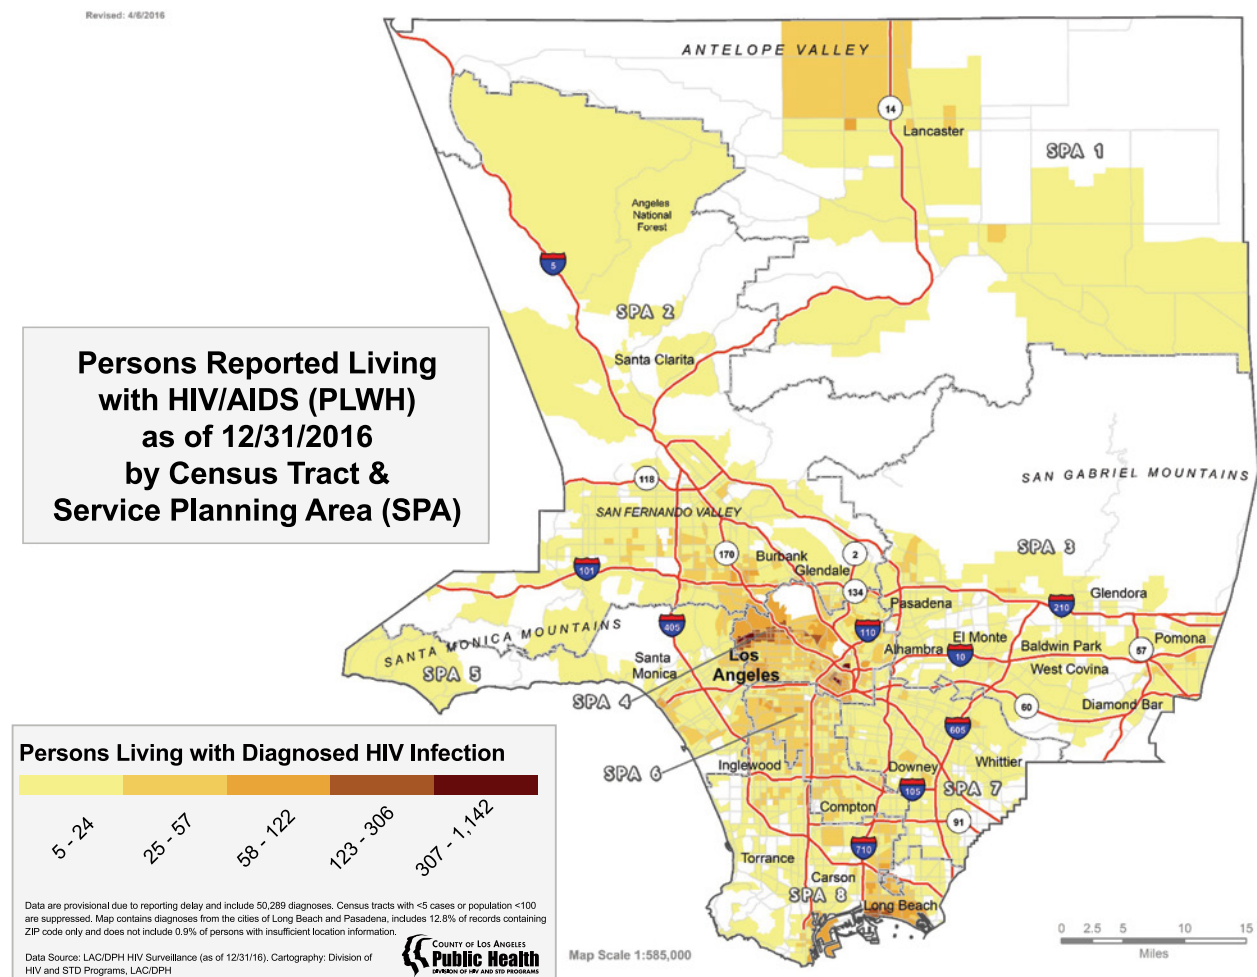 Revised: 4/6/2016
ANTELOPE VALLEY
14
Lancaster
SPA 1
Angeles
National
Forest
5
SPA 2
Santa Clarita
Persons Reported Living
with HIV/AIDS (PLWH)
as of 12/31/2016
by Census Tract &
Service Planning Area (SPA)
SAN GABRIEL MOUNTAINS
118
SAN FERNANDO VALLEY
SPA 3
170
Burbank
2
Glendale
101
134
Pasadena
210
Glendora
405
110
SANTA MONICA MOUNTAINS
El Monte
Baldwin Park
Pomona
Alhambra
10
57
Santa
Monica
Los
Angeles
West Covina
SPA 5
SPA 4
60
Diamond Bar
605
Inglewood
Downey
Whittier
SPA 6
105
SPA 7
Compton
91
710
Torrance
Carson
SPA 8
Long Beach
Persons Living with Diagnosed HIV Infection
5 - 24
25 - 57
58 - 122
123 - 306
307 - 1,142
Data are provisional due to reporting delay and include 50,289 diagnoses. Census tracts with <5 cases or population <100
are suppressed. Map contains diagnoses from the cities of Long Beach and Pasadena, includes 12.8% of records containing
ZIP code only and does not include 0.9% of persons with insufficient location information.
Data Source: LAC/DPH HIV Surveillance (as of 12/31/16). Cartography: Division of
HIV and STD Programs, LAC/DPH
COUNTY OF LOS ANGELES
Public Health
DIVISION OF HIV AND STD PROGRAMS
Map Scale 1:585,000
0 2.5 5 10 15
Miles